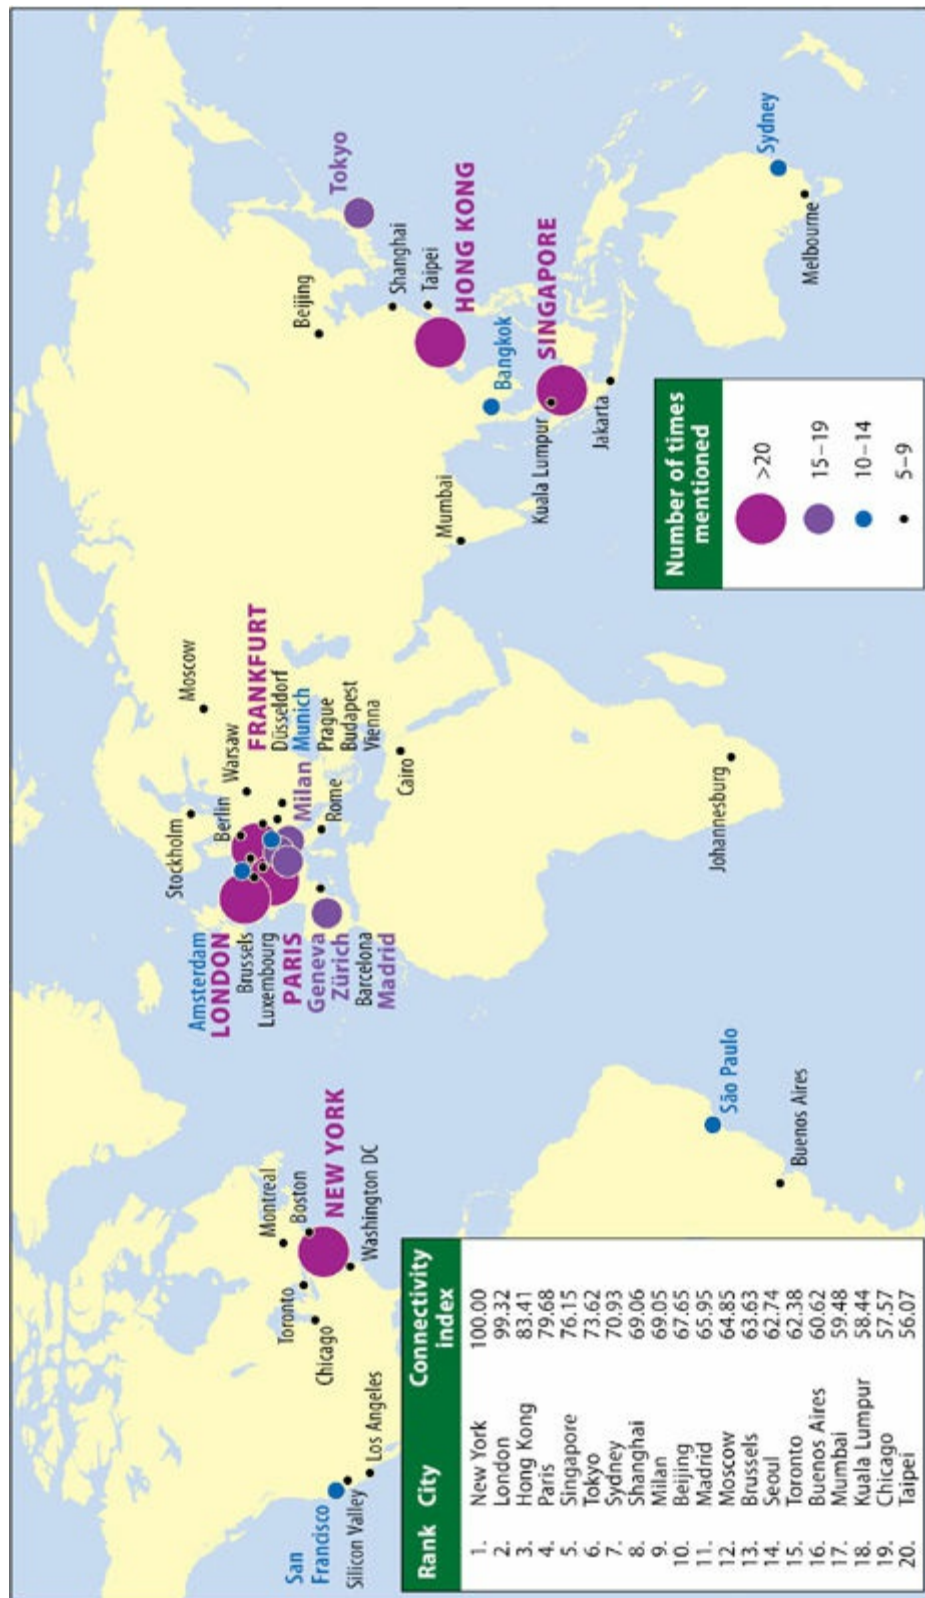 San
Francisco
Silicon Valley
Los Angeles
Chicago
Toronto
Montreal
Boston
NEW YORK
Washington DC
São Paulo
Buenos Aires
Amsterdam
LONDON
Brussels
Luxembourg
PARIS
Geneva
Zürich
Barcelona
Madrid
Stockholm
Berlin
Warsaw
Moscow
FRANKFURT
Düsseldorf
Munich
Prague
Budapest
Vienna
Milan
Rome
Cairo
Johannesburg
Mumbai
Beijing
Shanghai
Taipei
HONG KONG
Tokyo
Bangkok
Kuala Lumpur
SINGAPORE
Jakarta
Sydney
Melbourne
Rank City Connectivity
index
1. New York 100.00
2. London 99.32
3. Hong Kong 83.41
4. Paris 79.68
5. Singapore 76.15
6. Tokyo 73.62
7. Sydney 70.93
8. Shanghai 69.06
9. Milan 69.05
10. Beijing 67.65
11. Madrid 65.95
12. Moscow 64.85
13. Brussels 63.63
14. Seoul 62.74
15. Toronto 62.38
16. Buenos Aires 60.62
17. Mumbai 59.48
18. Kuala Lumpur 58.44
19. Chicago 57.57
20. Taipei 56.07
Number of times
mentioned
>20
15–19
10–14
5–9